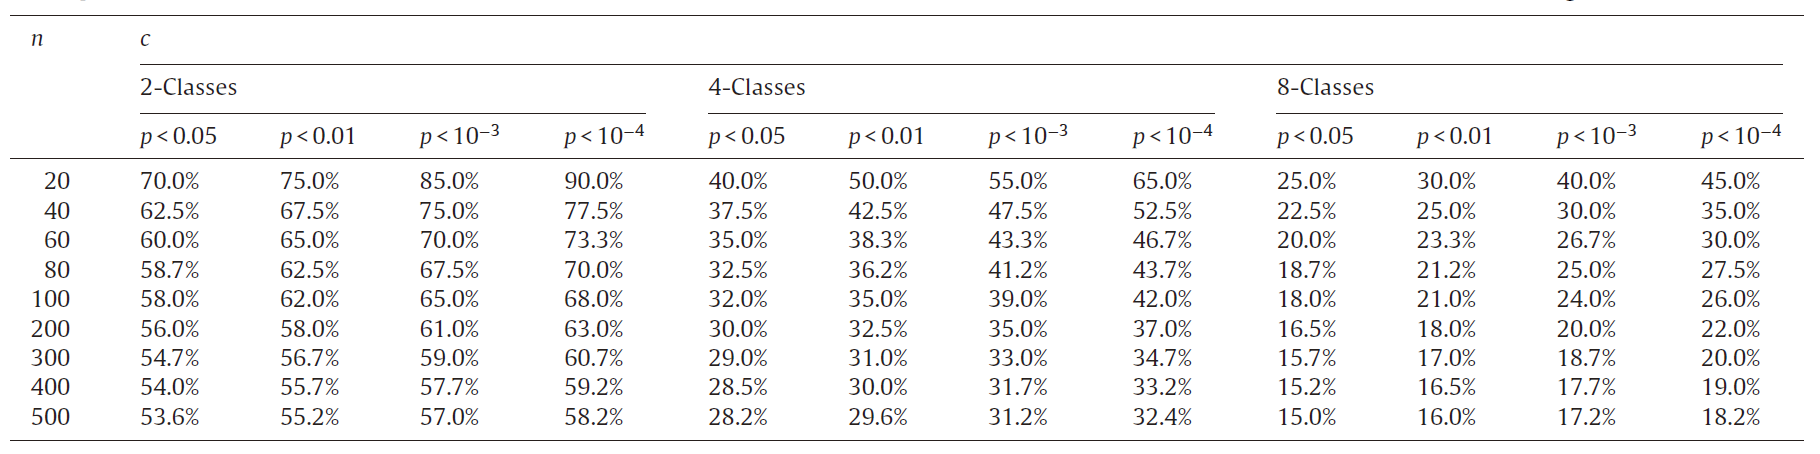 n c
2-Classes 4-Classes 8-Classes
p < 0.05 p < 0.01 p < 10⁻³ p < 10⁻⁴ p < 0.05 p < 0.01 p < 10⁻³ p < 10⁻⁴ p < 0.05 p < 0.01 p < 10⁻³ p < 10⁻⁴
20 70.0% 75.0% 85.0% 90.0% 40.0% 50.0% 55.0% 65.0% 25.0% 30.0% 40.0% 45.0%
40 62.5% 67.5% 75.0% 77.5% 37.5% 42.5% 47.5% 52.5% 22.5% 25.0% 30.0% 35.0%
60 60.0% 65.0% 70.0% 73.3% 35.0% 38.3% 43.3% 46.7% 20.0% 23.3% 26.7% 30.0%
80 58.7% 62.5% 67.5% 70.0% 32.5% 36.2% 41.2% 43.7% 18.7% 21.2% 25.0% 27.5%
100 58.0% 62.0% 65.0% 68.0% 32.0% 35.0% 39.0% 42.0% 18.0% 21.0% 24.0% 26.0%
200 56.0% 58.0% 61.0% 63.0% 30.0% 32.5% 35.0% 37.0% 16.5% 18.0% 20.0% 22.0%
300 54.7% 56.7% 59.0% 60.7% 29.0% 31.0% 33.0% 34.7% 15.7% 17.0% 18.7% 20.0%
400 54.0% 55.7% 57.7% 59.2% 28.5% 30.0% 31.7% 33.2% 15.2% 16.5% 17.7% 19.0%
500 53.6% 55.2% 57.0% 58.2% 28.2% 29.6% 31.2% 32.4% 15.0% 16.0% 17.2% 18.2%